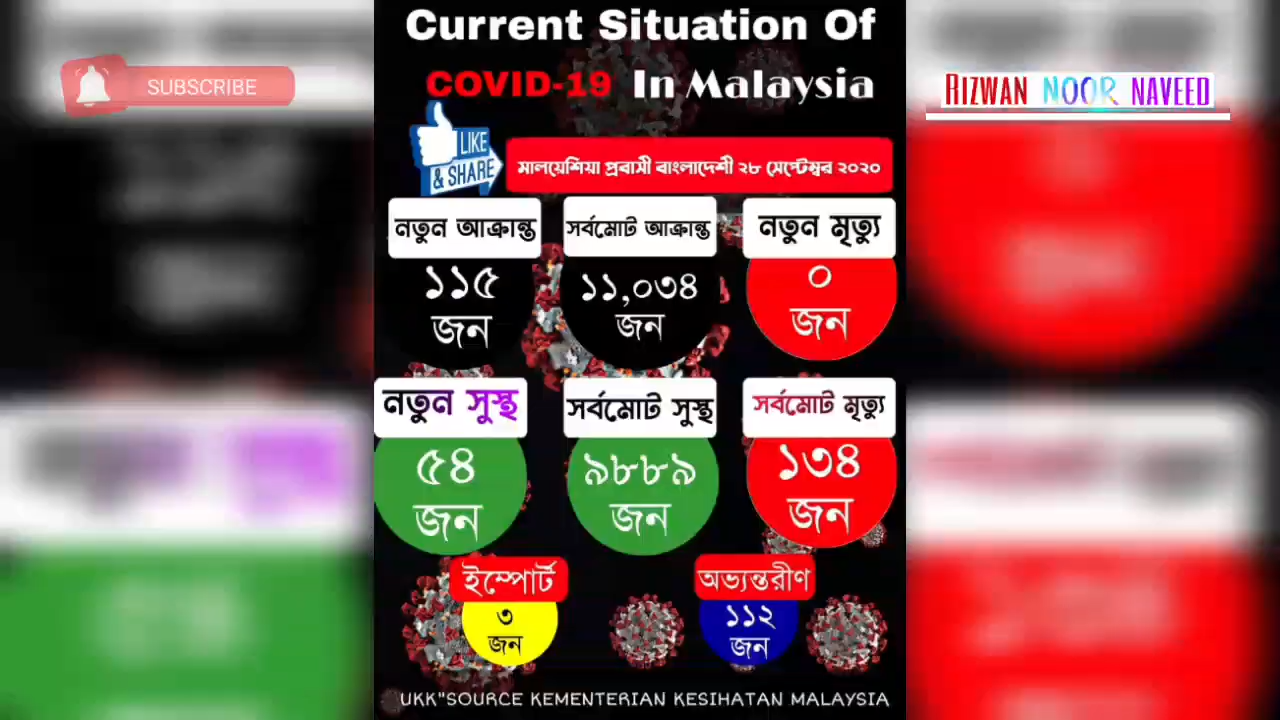 Current Situation Of
COVID-19 In Malaysia
SUBSCRIBE
RIZWAN NOOR NAVEED
LIKE
& SHARE
মালয়েশিয়া প্রবাসী বাংলাদেশী ২৮ সেপ্টেম্বর ২০২০
নতুন আক্রান্ত
১১৫
জন
সর্বমোট আক্রান্ত
১১,০৩৪
জন
নতুন মৃত্যু
০
জন
নতুন সুস্থ
৫৪
জন
সর্বমোট সুস্থ
৯৮৮৯
জন
সর্বমোট মৃত্যু
১৩৪
জন
ইম্পোর্ট
৩
জন
অভ্যন্তরীণ
১১২
জন
UKK"SOURCE KEMENTERIAN KESIHATAN MALAYSIA